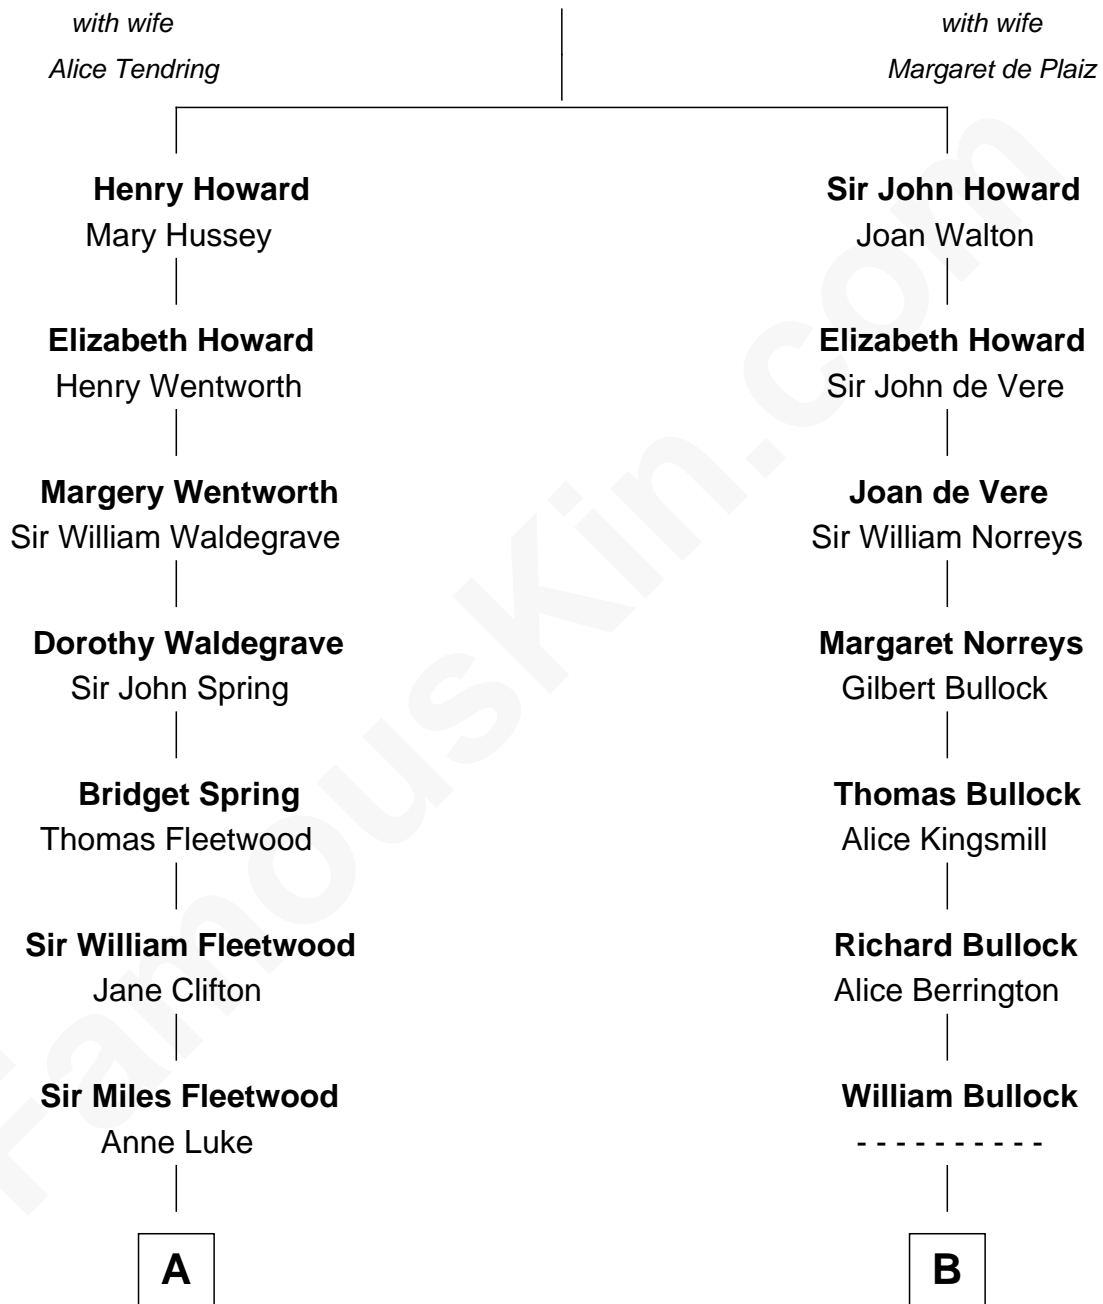 with wife
Alice Tendring
with wife
Margaret de Plaiz
Henry Howard
Mary Hussey
Sir John Howard
Joan Walton
Elizabeth Howard
Henry Wentworth
Elizabeth Howard
Sir John de Vere
Margery Wentworth
Sir William Waldegrave
Joan de Vere
Sir William Norreys
Dorothy Waldegrave
Sir John Spring
Margaret Norreys
Gilbert Bullock
Bridget Spring
Thomas Fleetwood
Thomas Bullock
Alice Kingsmill
Sir William Fleetwood
Jane Clifton
Richard Bullock
Alice Berrington
Sir Miles Fleetwood
Anne Luke
William Bullock
- - - - - - - - - -
A
B
FamousKin.com